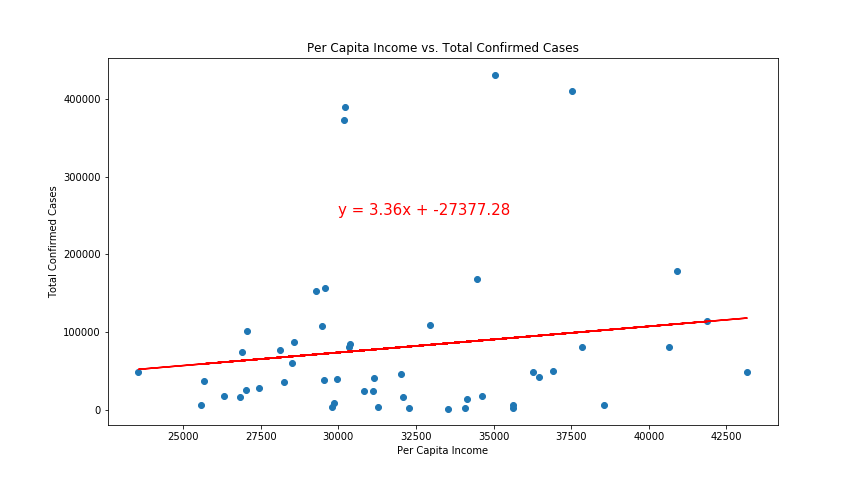 Per Capita Income vs. Total Confirmed Cases
400000
300000
200000
100000
0
Total Confirmed Cases
y = 3.36x + -27377.28
25000 27500 30000 32500 35000 37500 40000 42500
Per Capita Income